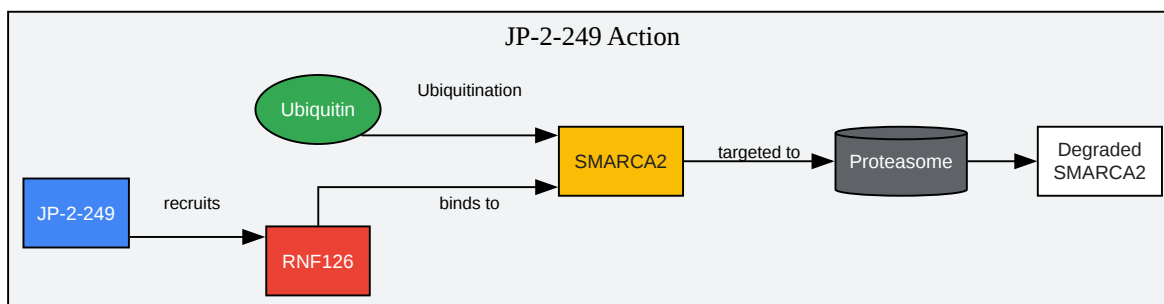 JP-2-249 Action
Ubiquitin
Ubiquitination
SMARCA2
targeted to
Proteasome
Degraded
SMARCA2
JP-2-249
recruits
RNF126
binds to